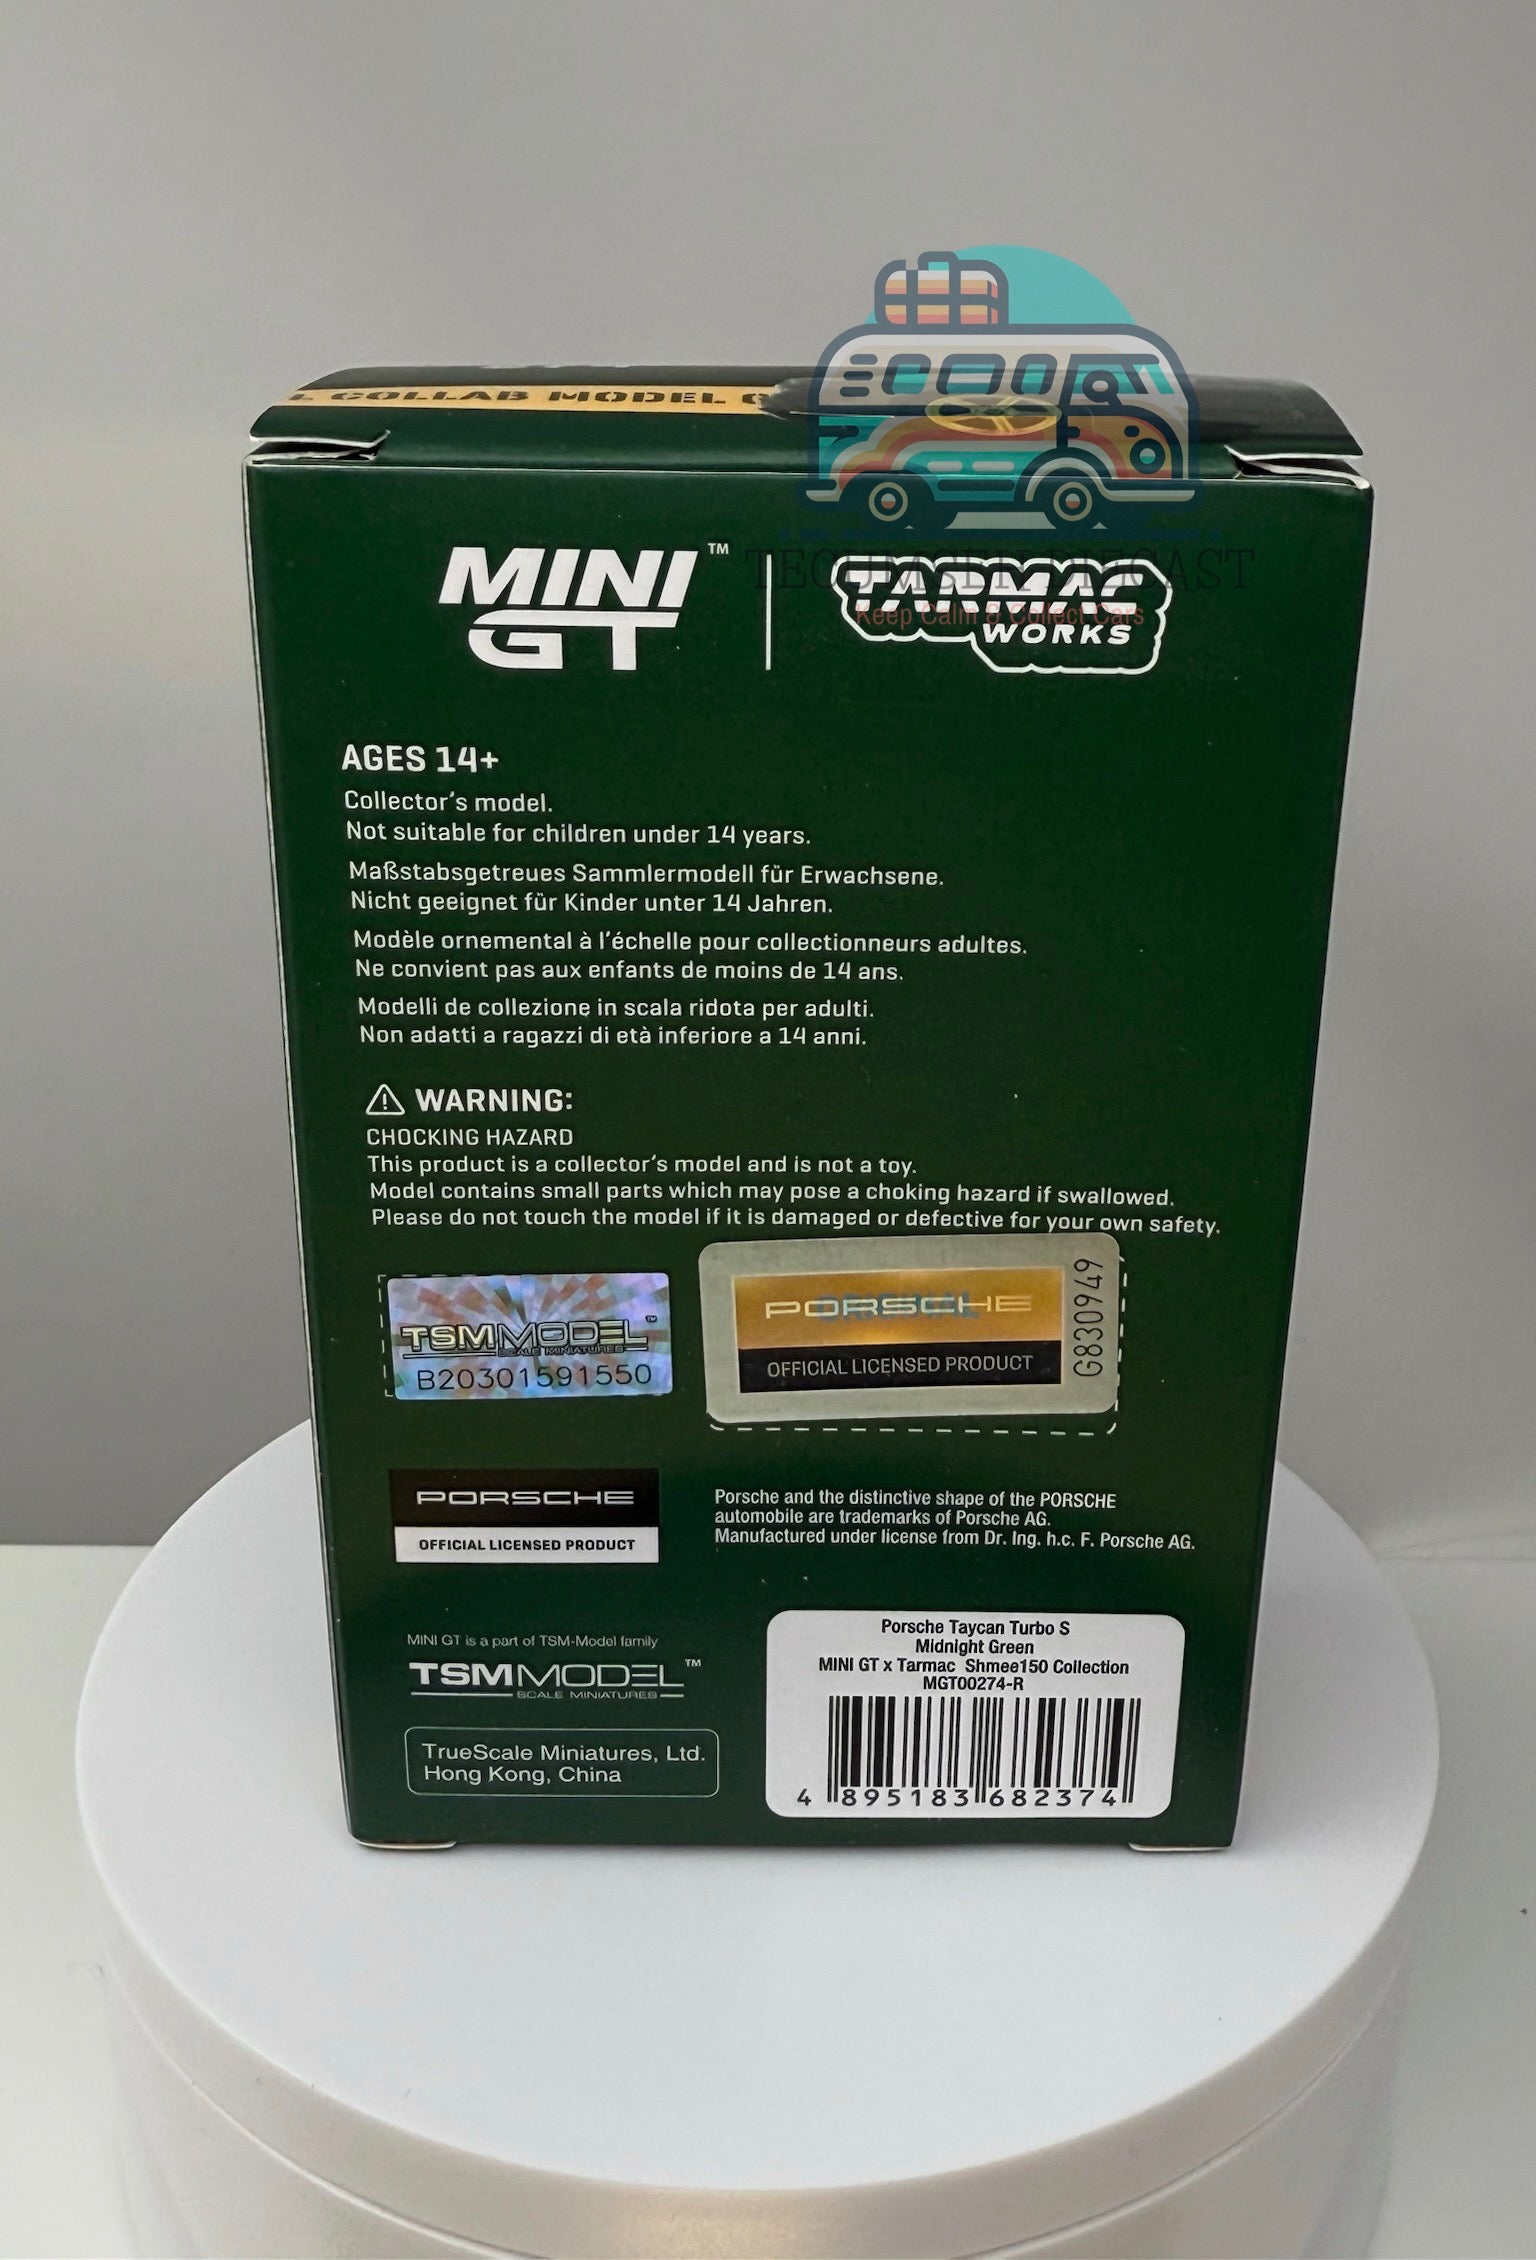 COLLAB MODEL
MINI GT™
TARMAC WORKS
TECUMSEH DIECAST
Keep Calm & Collect Cars
AGES 14+
Collector's model.
Not suitable for children under 14 years.
Maßstabsgetreues Sammlermodell für Erwachsene.
Nicht geeignet für Kinder unter 14 Jahren.
Modèle ornemental à l'échelle pour collectionneurs adultes.
Ne convient pas aux enfants de moins de 14 ans.
Modelli de collezione in scala ridota per adulti.
Non adatti a ragazzi di età inferiore a 14 anni.
WARNING:
CHOCKING HAZARD
This product is a collector's model and is not a toy.
Model contains small parts which may pose a choking hazard if swallowed.
Please do not touch the model if it is damaged or defective for your own safety.
TSMMODEL™
SCALE MINIATURES
B20301591550
PORSCHE
ORIGINAL
OFFICIAL LICENSED PRODUCT
G830949
PORSCHE
OFFICIAL LICENSED PRODUCT
Porsche and the distinctive shape of the PORSCHE
automobile are trademarks of Porsche AG.
Manufactured under license from Dr. Ing. h.c. F. Porsche AG.
MINI GT is a part of TSM-Model family
TSMMODEL™
SCALE MINIATURES
TrueScale Miniatures, Ltd.
Hong Kong, China
Porsche Taycan Turbo S
Midnight Green
MINI GT x Tarmac Shmee150 Collection
MGT00274-R
4 895183 682374